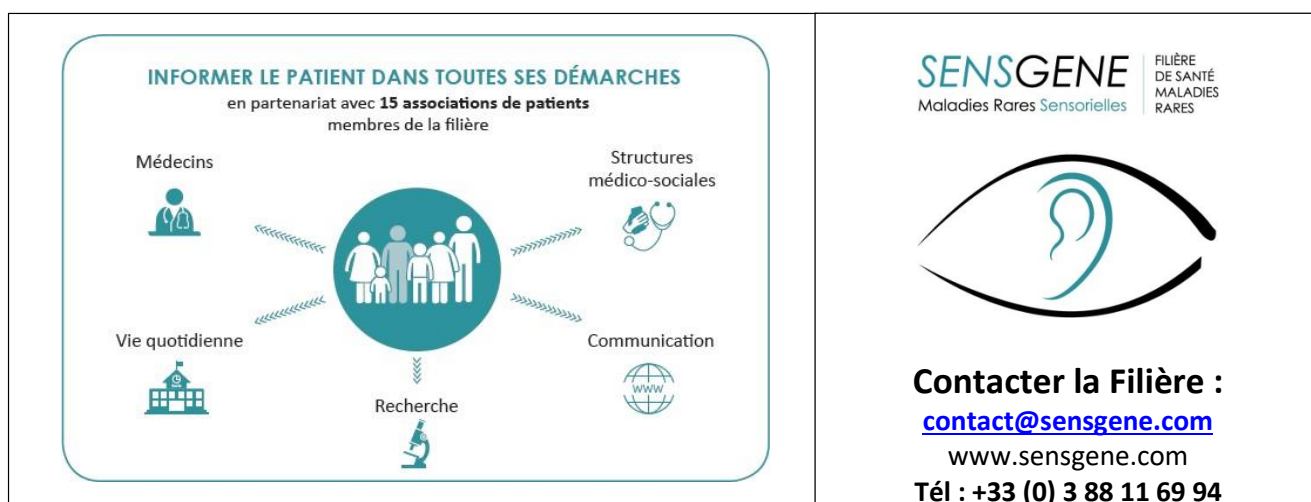 INFORMER LE PATIENT DANS TOUTES SES DÉMARCHES
en partenariat avec 15 associations de patients
membres de la filière
Médecins
Structures
médico-sociales
Vie quotidienne
Communication
www
Recherche
SENSGENE
Maladies Rares Sensorielles
FILIÈRE
DE SANTÉ
MALADIES
RARES
Contacter la Filière :
contact@sensgene.com
www.sensgene.com
Tél : +33 (0) 3 88 11 69 94